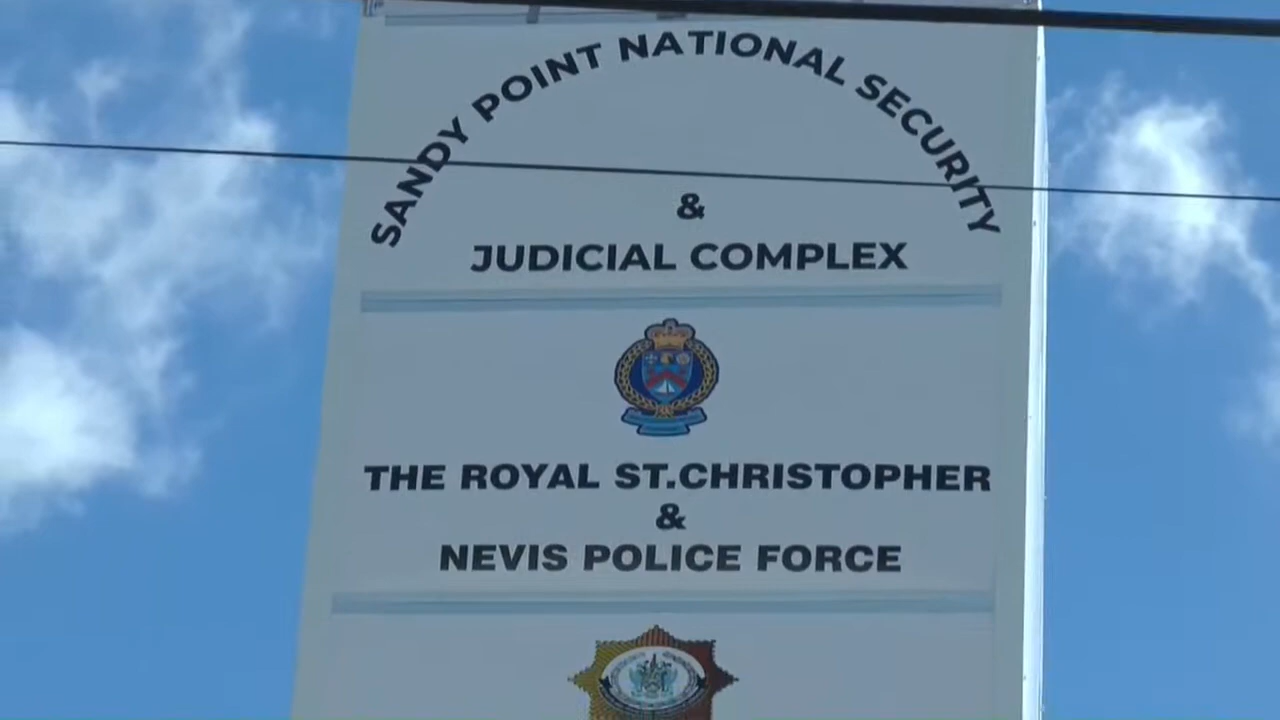 SANDY POINT NATIONAL SECURITY
&
JUDICIAL COMPLEX
THE ROYAL ST.CHRISTOPHER
&
NEVIS POLICE FORCE